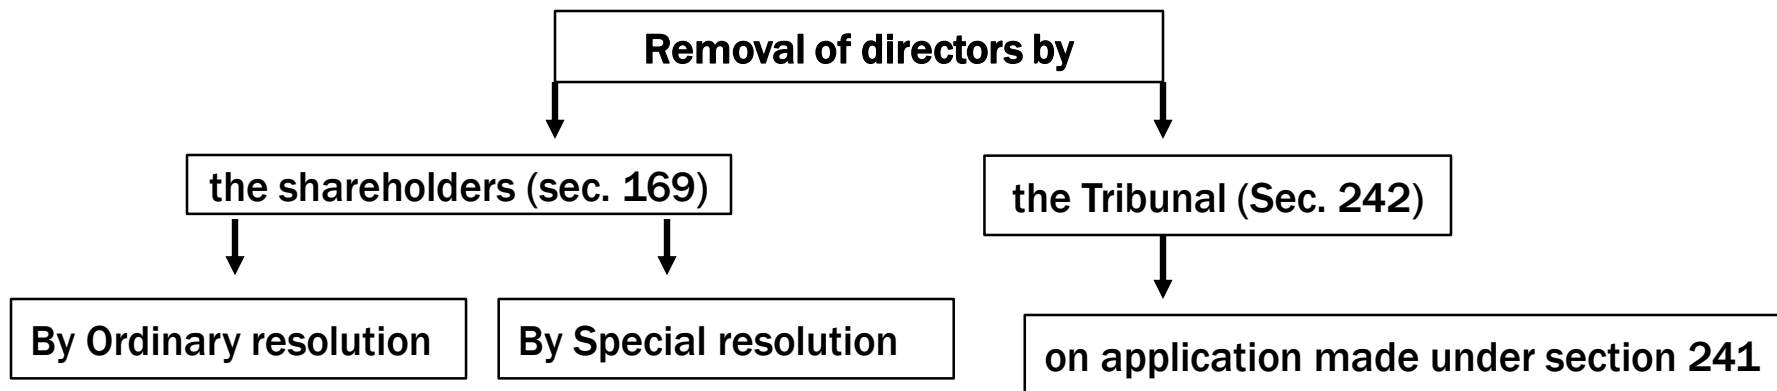 Removal of directors by
the shareholders (sec. 169)
the Tribunal (Sec. 242)
By Ordinary resolution
By Special resolution
on application made under section 241